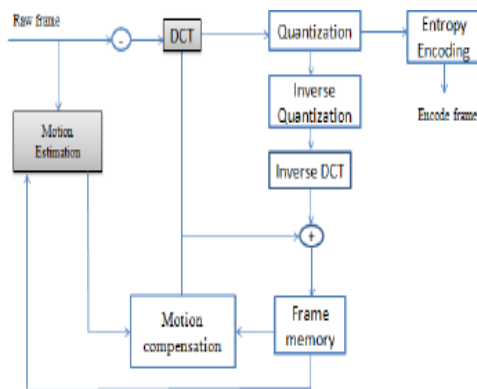 Raw frame
-
DCT
Quantization
Entropy
Encoding
Inverse
Quantization
Encode frame
Motion
Estimation
Inverse DCT
+
Motion
compensation
Frame
memory